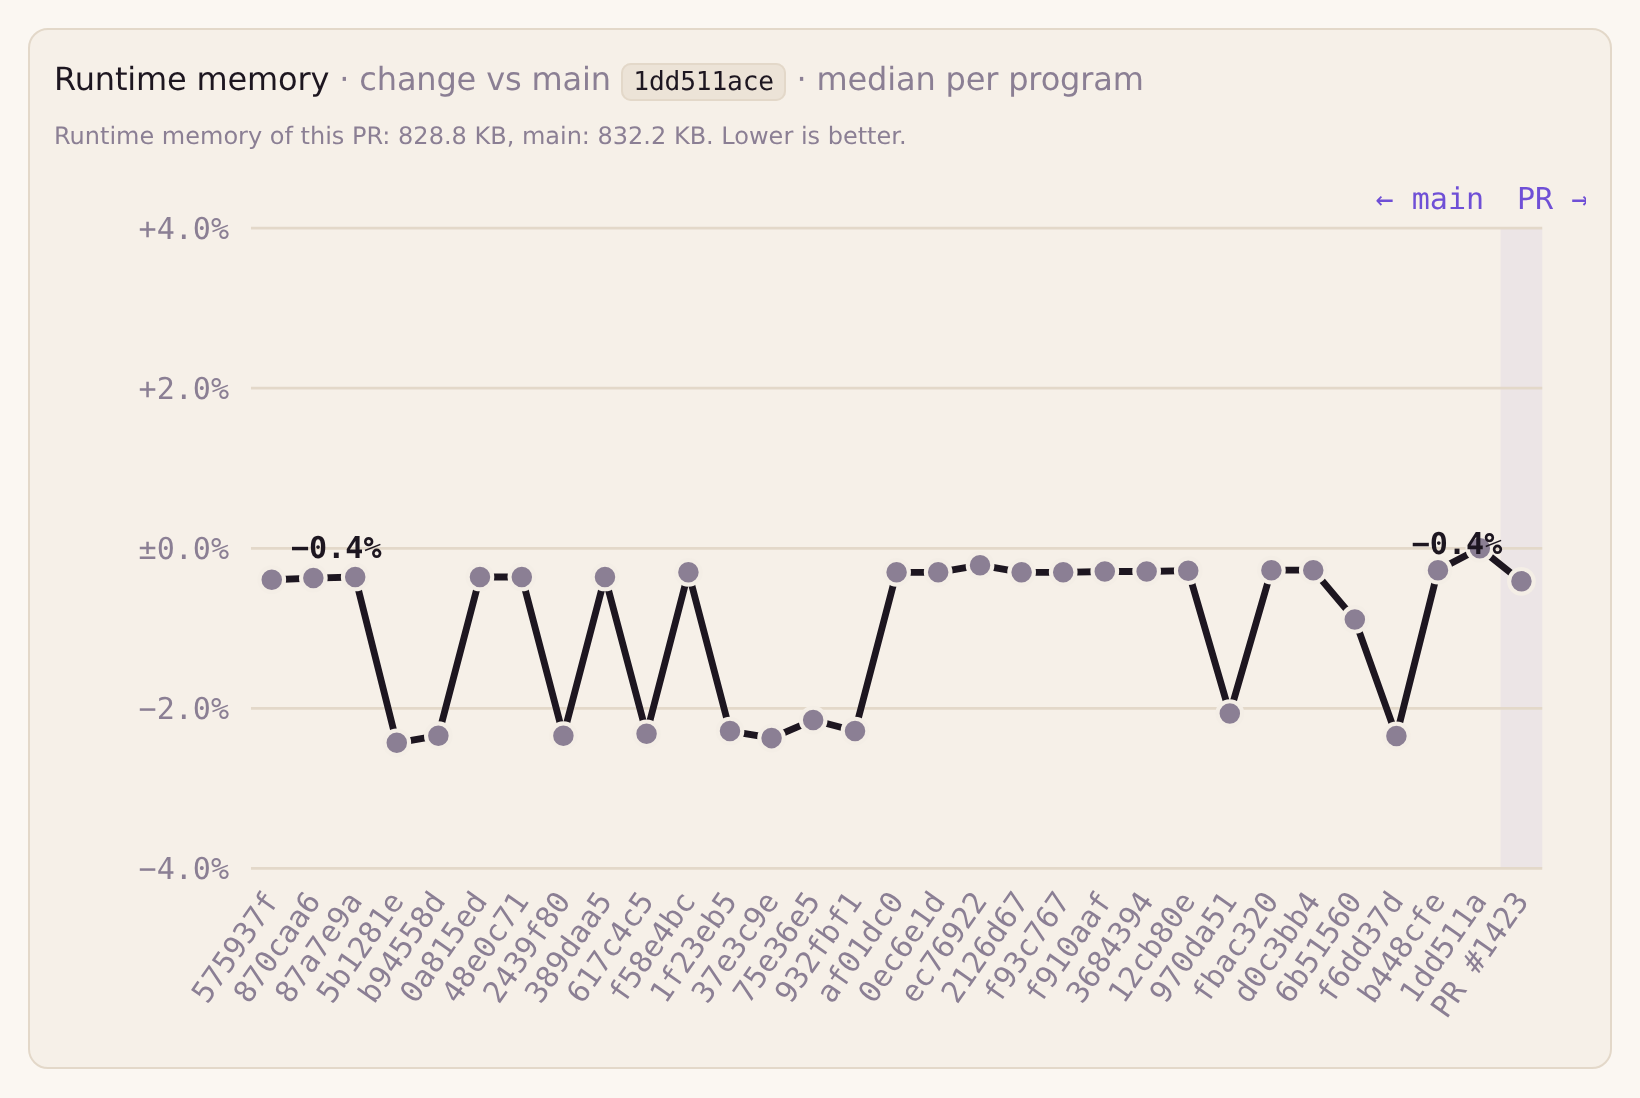 Runtime memory · change vs main 1dd511ace · median per program
Runtime memory of this PR: 828.8 KB, main: 832.2 KB. Lower is better.
← main PR →
+4.0%
+2.0%
±0.0%
−0.4%
−0.4%
−2.0%
−4.0%
575937f
870caa6
87a7e9a
5b1281e
b94558d
0a815ed
48e0c71
2439f80
389daa5
617c4c5
f58e4bc
1f23eb5
37e3c9e
75e36e5
932fbf1
af01dc0
0ec6e1d
ec76922
2126d67
f93c767
f910aaf
3684394
12cb80e
970da51
fbac320
d0c3bb4
6b51560
f6dd37d
b448cfe
1dd511a
PR #1423